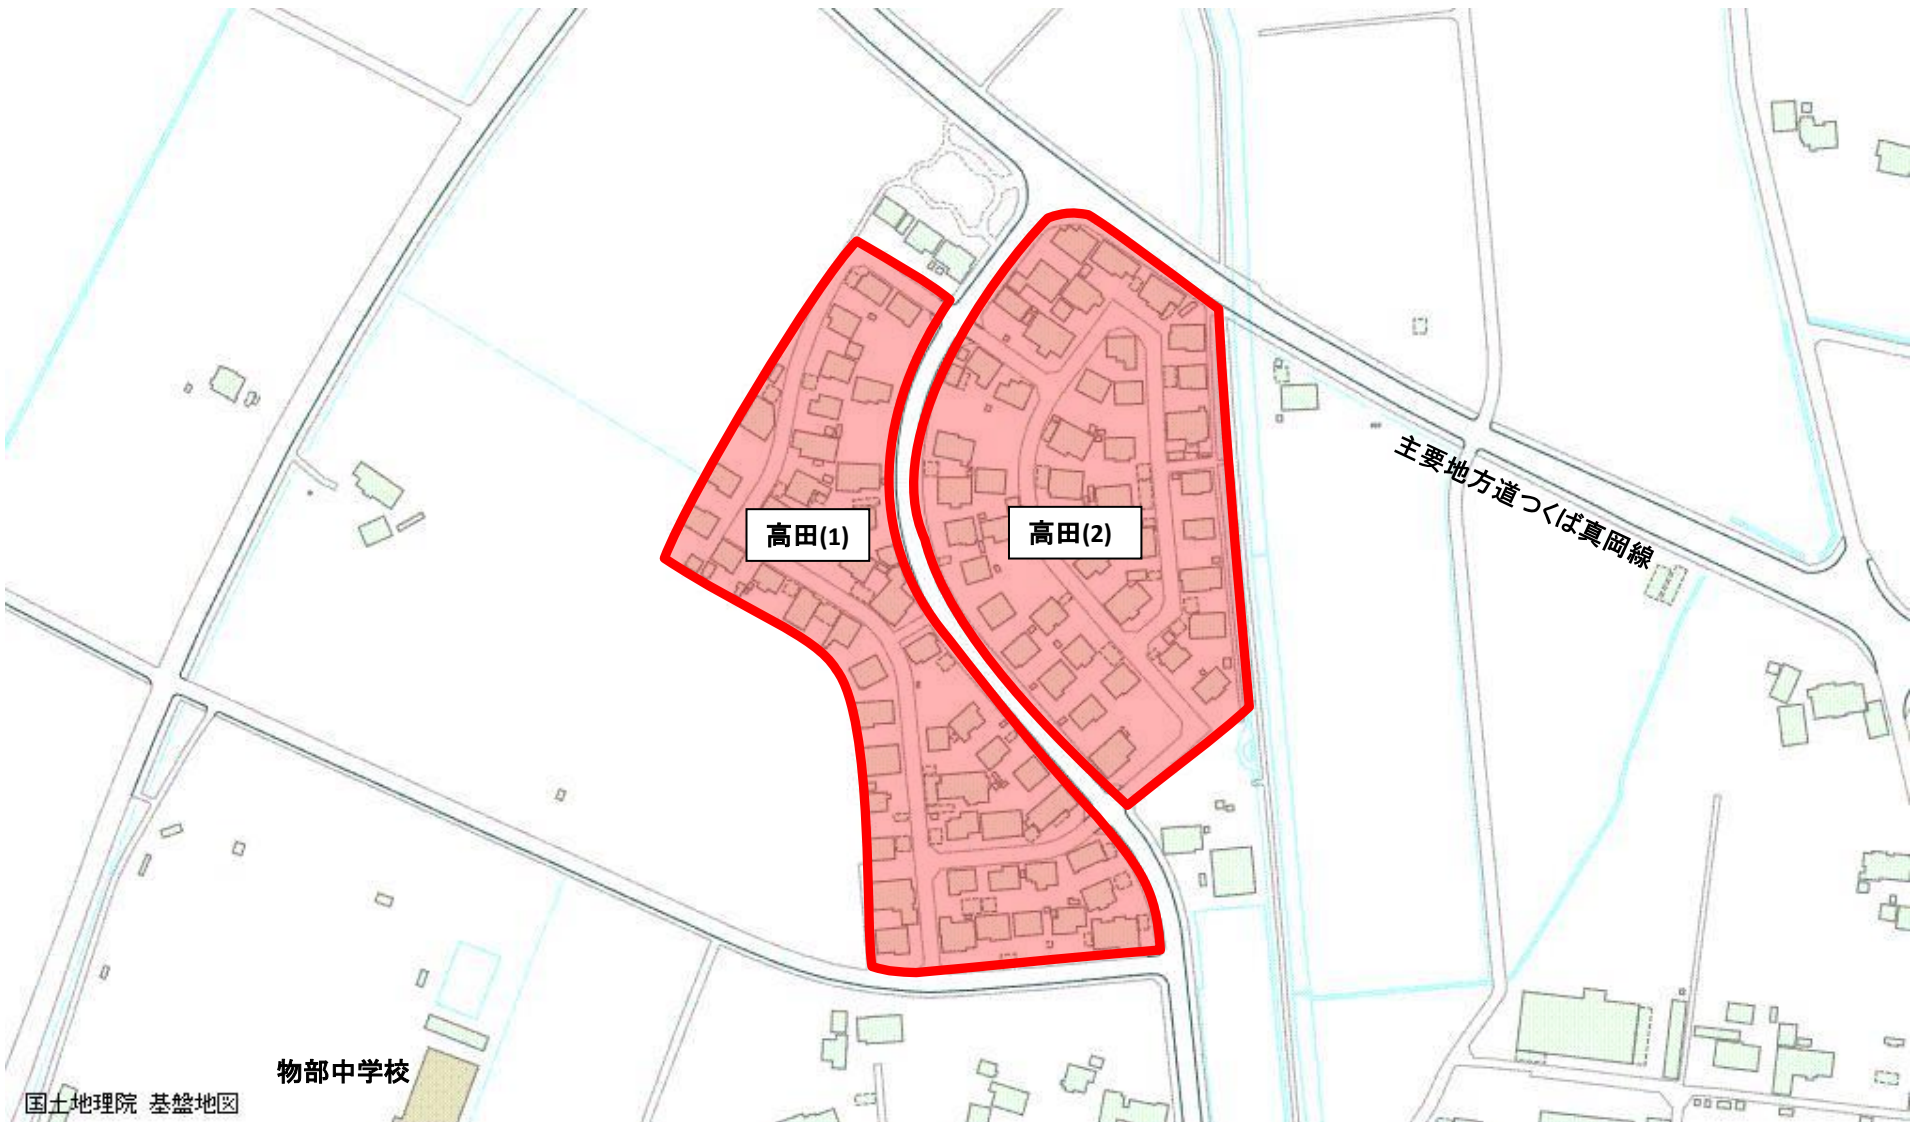 主要地方道つくば真岡線
高田(1)
高田(2)
物部中学校
国土地理院 基盤地図